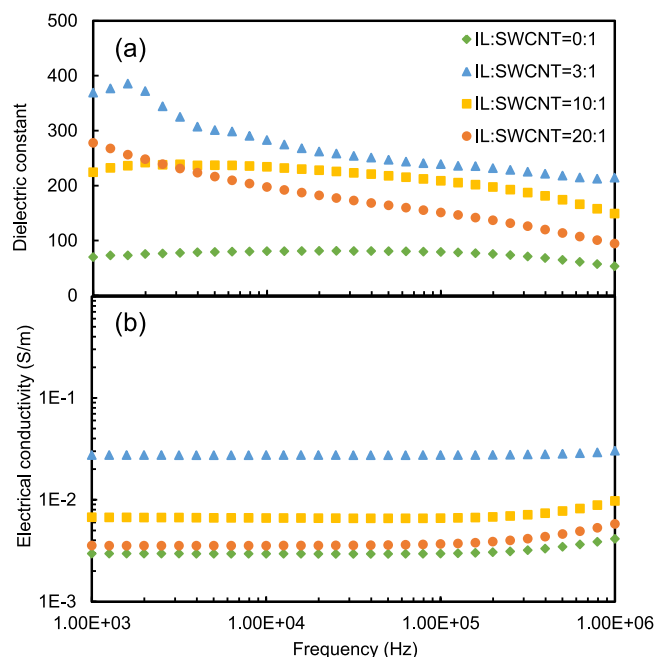 500
400
300
200
100
0
Dielectric constant
(a)
IL:SWCNT=0:1
IL:SWCNT=3:1
IL:SWCNT=10:1
IL:SWCNT=20:1
(b)
Electrical conductivity (S/m)
1E-1
1E-2
1E-3
1.00E+03
1.00E+04
1.00E+05
1.00E+06
Frequency (Hz)